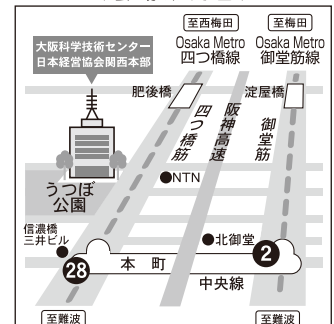 至西梅田
至梅田
大阪科学技術センター
日本経営協会関西本部
Osaka Metro
四つ橋線
Osaka Metro
御堂筋線
肥後橋
淀屋橋
四つ橋筋
阪神高速
御堂筋
NTN
うつぼ
公園
信濃橋
三井ビル
北御堂
2
28
本町
中央線
至難波
至難波